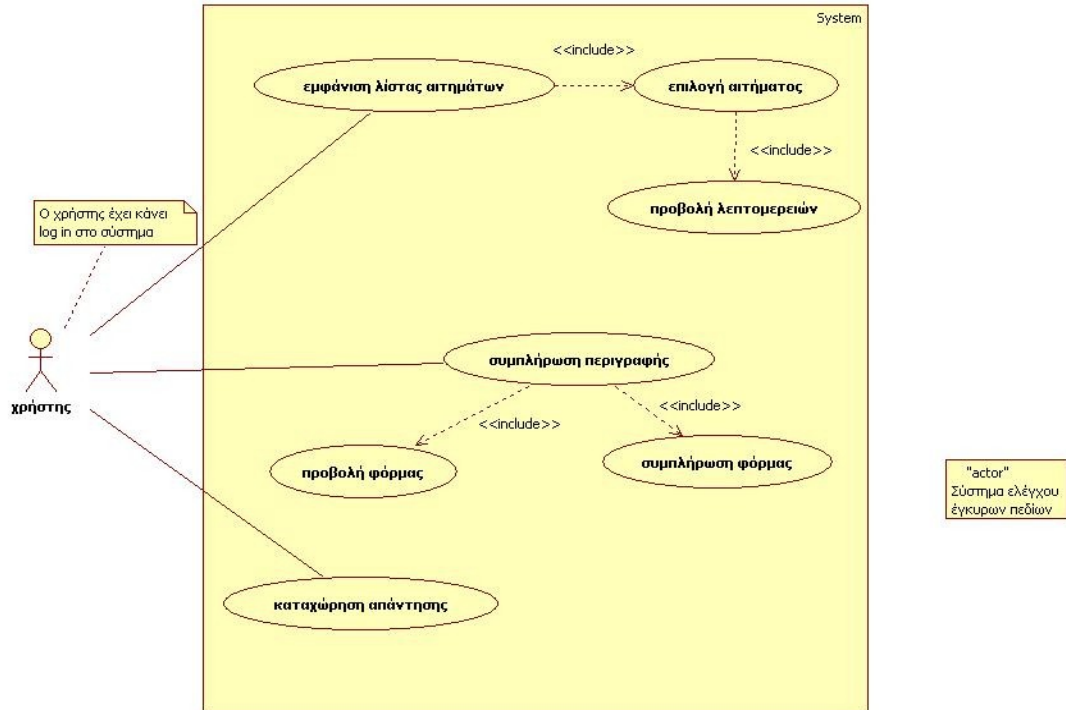 System
<<include>>
εμφάνιση λίστας αιτημάτων
επιλογή αιτήματος
<<include>>
προβολή λεπτομερειών
Ο χρήστης έχει κάνει
log in στο σύστημα
χρήστης
συμπλήρωση περιγραφής
<<include>>
<<include>>
προβολή φόρμας
συμπλήρωση φόρμας
"actor"
Σύστημα ελέγχου
έγκυρων πεδίων
καταχώρηση απάντησης